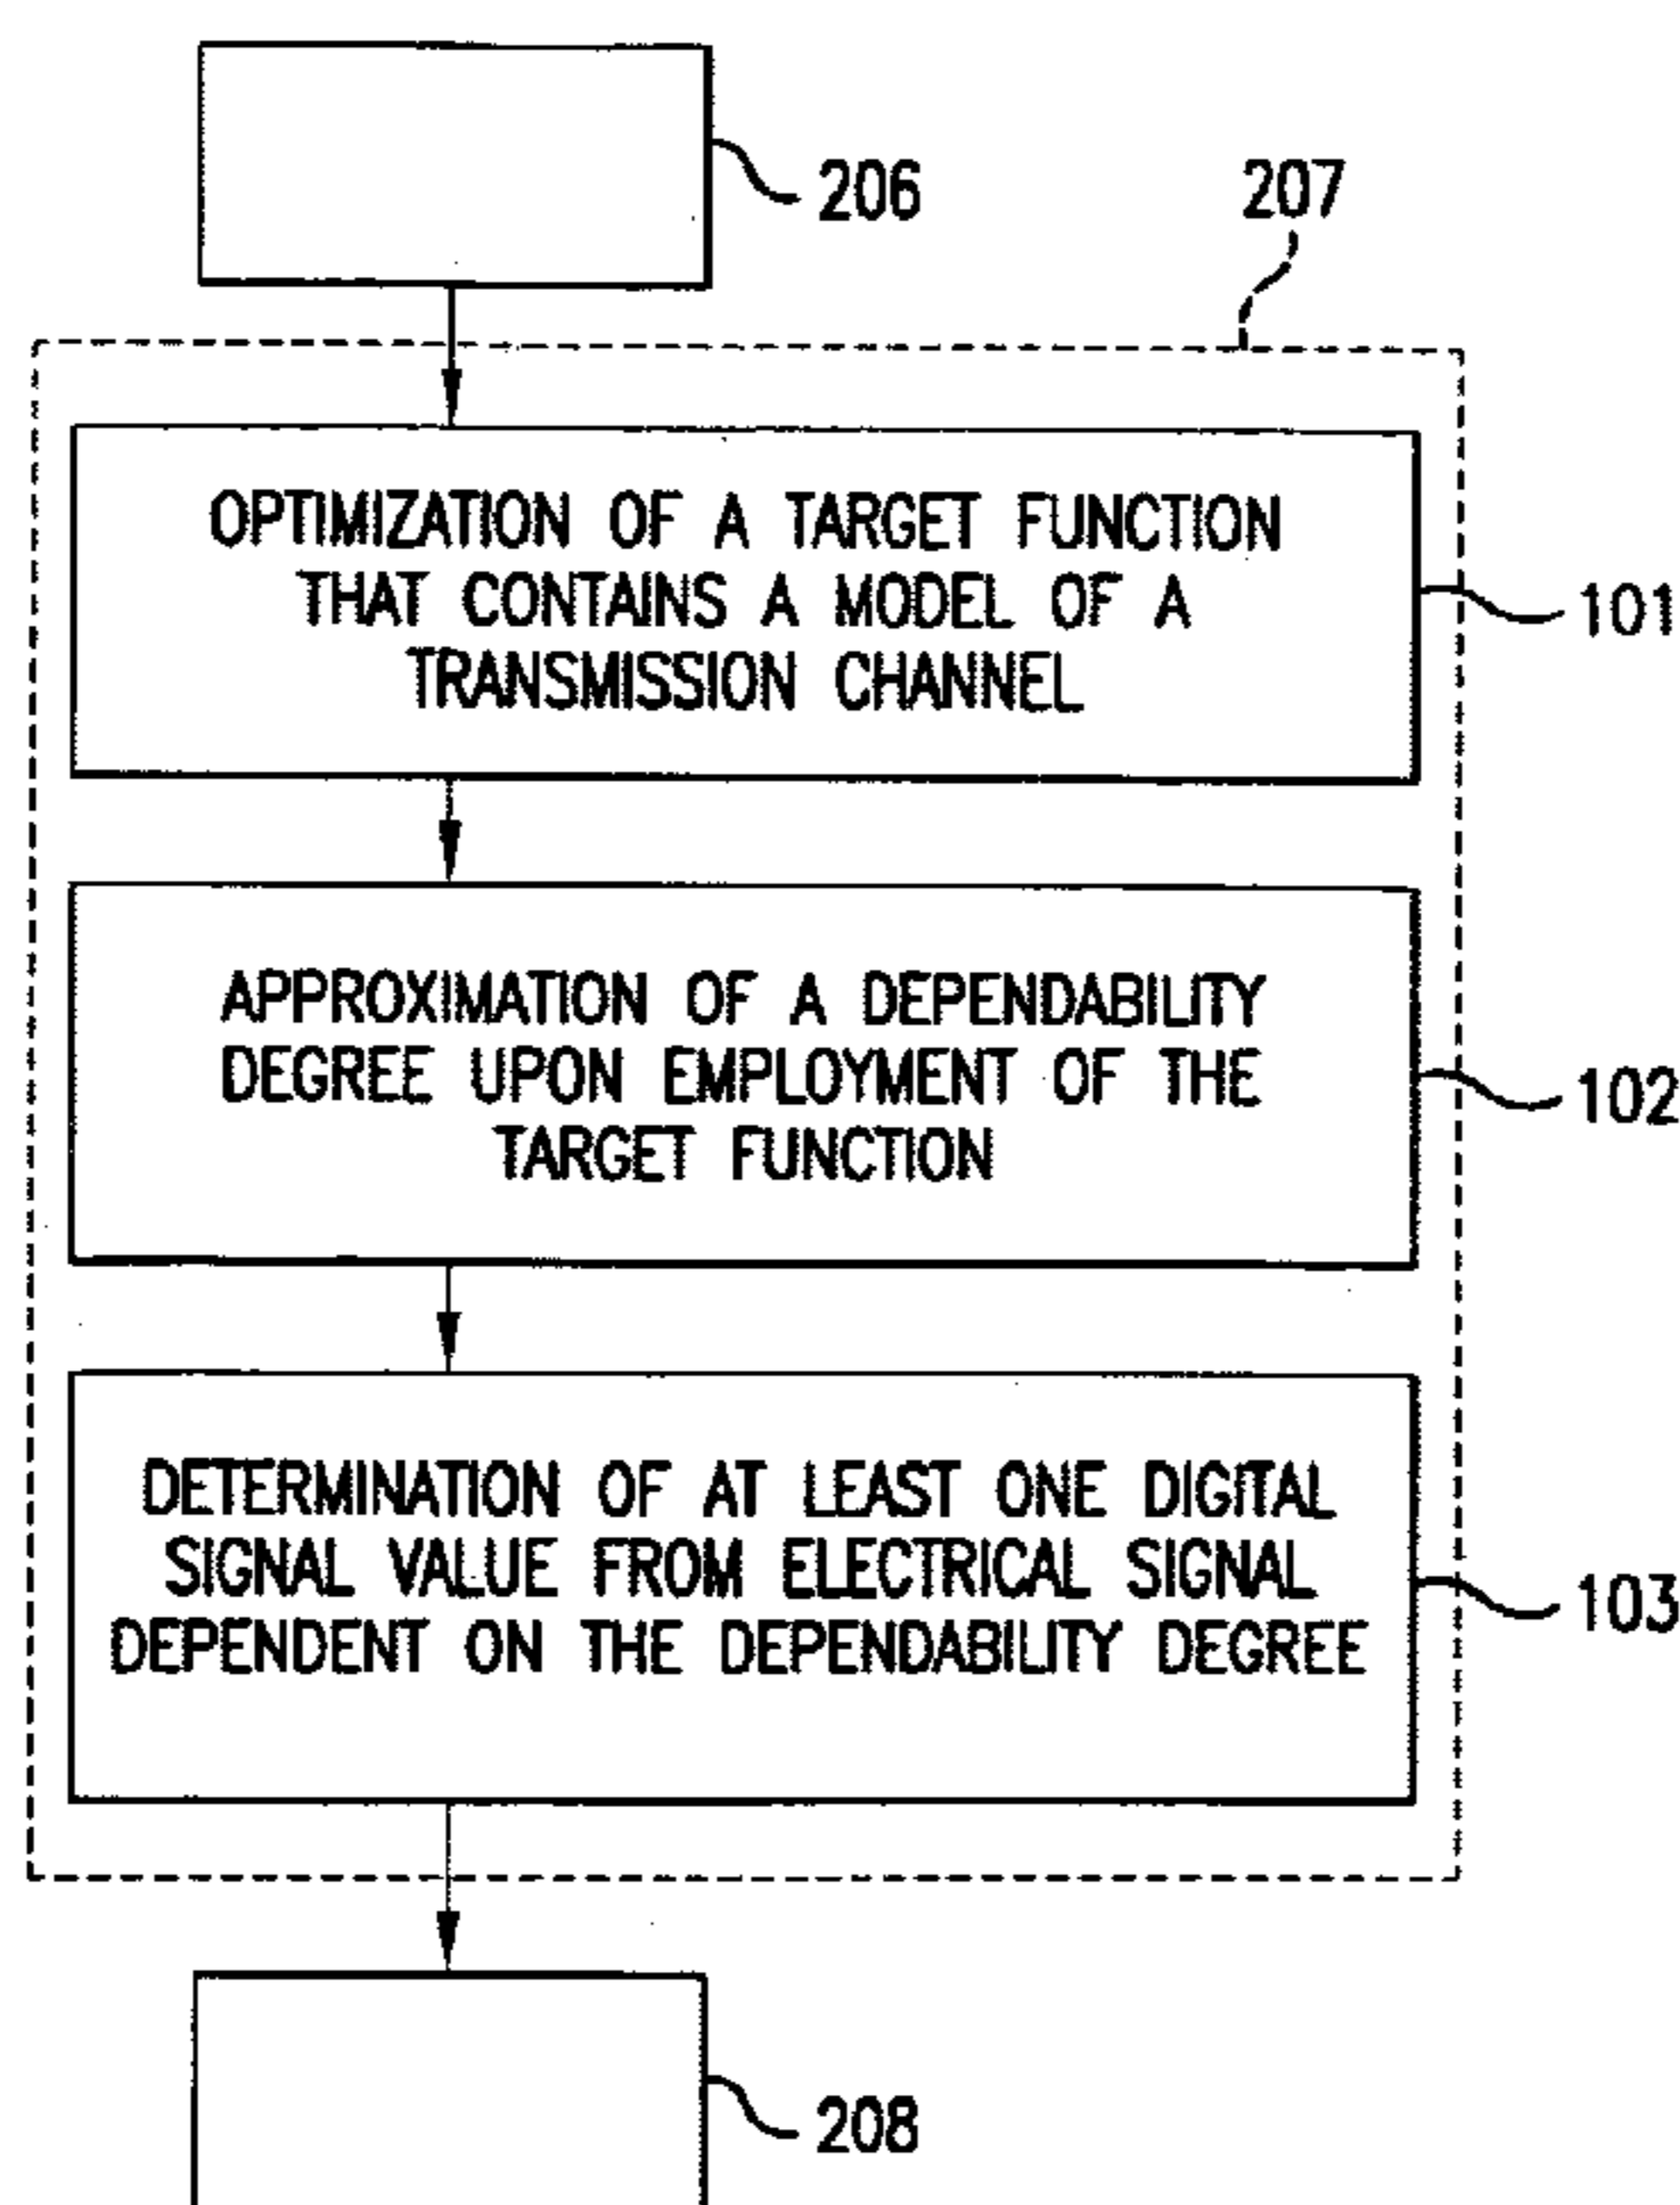 206
207
OPTIMIZATION OF A TARGET FUNCTION
THAT CONTAINS A MODEL OF A
TRANSMISSION CHANNEL
101
APPROXIMATION OF A DEPENDABILITY
DEGREE UPON EMPLOYMENT OF THE
TARGET FUNCTION
102
DETERMINATION OF AT LEAST ONE DIGITAL
SIGNAL VALUE FROM ELECTRICAL SIGNAL
DEPENDENT ON THE DEPENDABILITY DEGREE
103
208